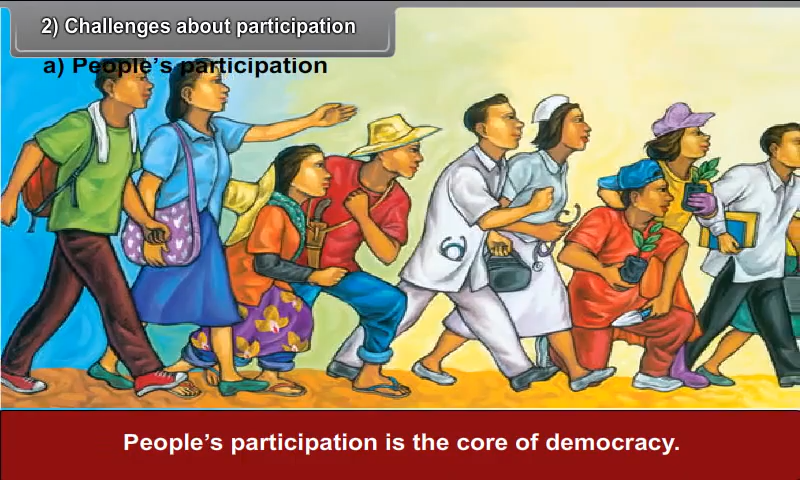 2) Challenges about participation
a) People's participation
People's participation is the core of democracy.